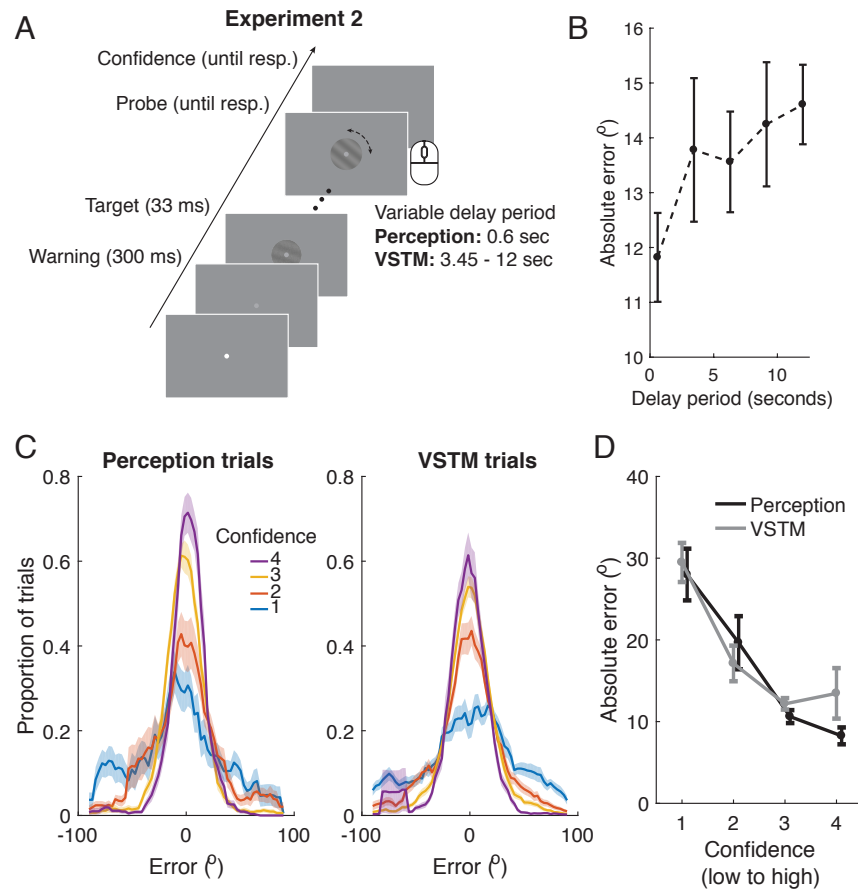 A
Experiment 2
Confidence (until resp.)
Probe (until resp.)
Target (33 ms)
Warning (300 ms)
Variable delay period
Perception: 0.6 sec
VSTM: 3.45 - 12 sec
B
16
15
14
13
12
11
10
0 5 10
Absolute error (º)
Delay period (seconds)
C
Perception trials
VSTM trials
0.8
0.6
0.4
0.2
0
Proportion of trials
Confidence
4
3
2
1
-100 0 100
Error (º)
0.8
0.6
0.4
0.2
0
-100 0 100
Error (º)
D
40
30
20
10
0
Absolute error (º)
Perception
VSTM
1 2 3 4
Confidence
(low to high)